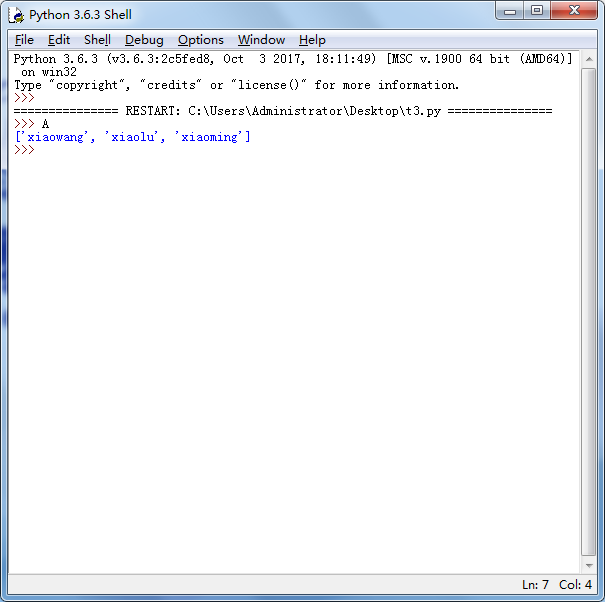 Python 3.6.3 Shell
File Edit Shell Debug Options Window Help
Python 3.6.3 (v3.6.3:2c5fed8, Oct  3 2017, 18:11:49) [MSC v.1900 64 bit (AMD64)]
 on win32
Type "copyright", "credits" or "license()" for more information.
>>>
=============== RESTART: C:\Users\Administrator\Desktop\t3.py ===============
>>> A
['xiaowang', 'xiaolu', 'xiaoming']
>>>
Ln: 7 Col: 4